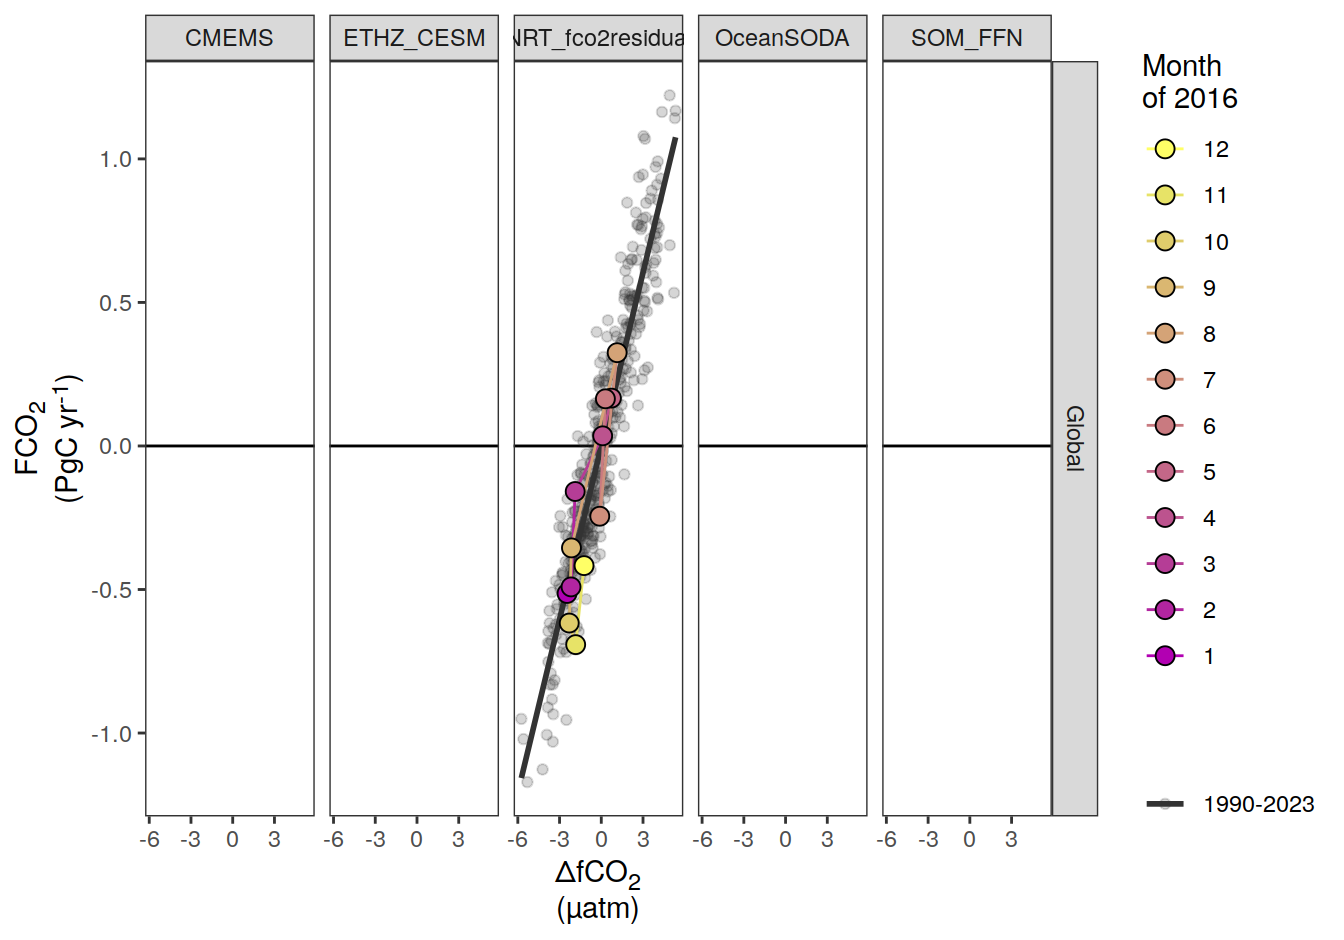 CMEMS
ETHZ_CESM
NRT_fco2residua
OceanSODA
SOM_FFN
Global
FCO2
(PgC yr-1)
1.0
0.5
0.0
-0.5
-1.0
-6 -3 0 3
-6 -3 0 3
-6 -3 0 3
-6 -3 0 3
-6 -3 0 3
ΔfCO2
(µatm)
Month
of 2016
12
11
10
9
8
7
6
5
4
3
2
1
1990-2023